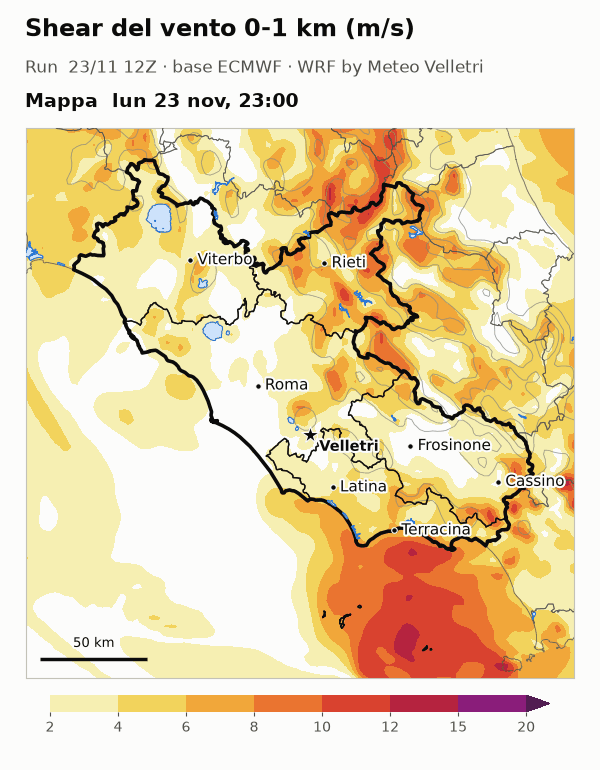 Shear del vento 0-1 km (m/s)
Run  23/11 12Z · base ECMWF · WRF by Meteo Velletri
Mappa  lun 23 nov, 23:00
Viterbo
Rieti
Roma
Velletri
Frosinone
Cassino
Latina
Terracina
50 km
2 4 6 8 10 12 15 20